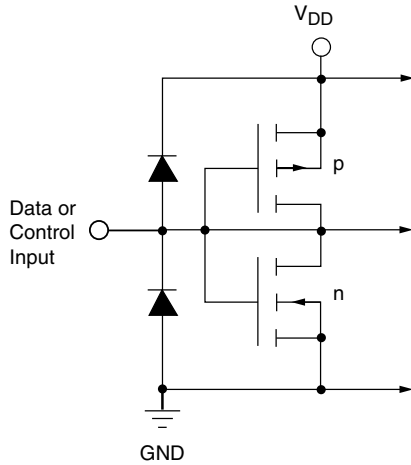 VDD
p
Data or
Control
Input
n
GND